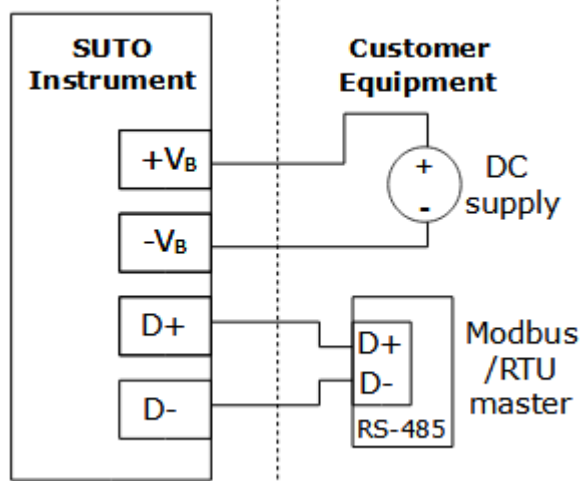 SUTO
Instrument
Customer
Equipment
+VB
-VB
D+
D-
+
-
DC
supply
D+
D-
RS-485
Modbus
/RTU
master